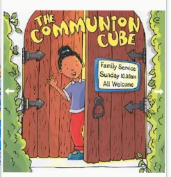 THE
COMMUNION
CUBE
Family Service
Sunday 10.30am
All Welcome